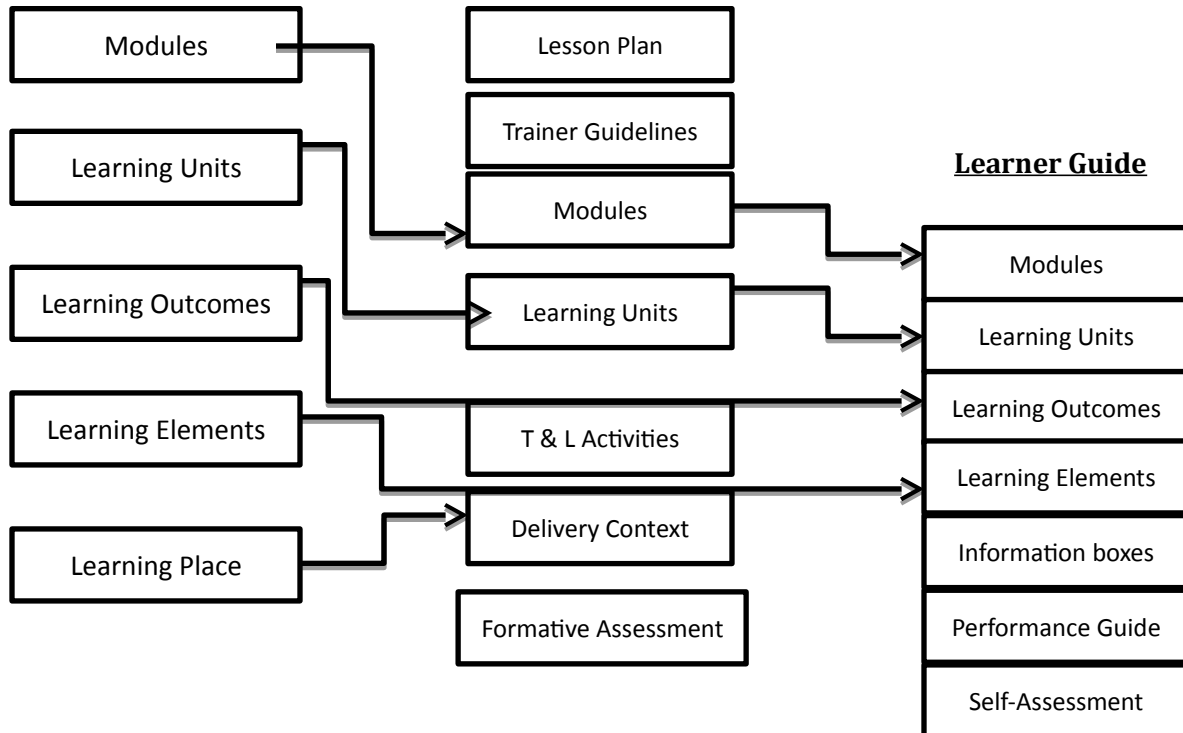 Modules
Learning Units
Learning Outcomes
Learning Elements
Learning Place
Lesson Plan
Trainer Guidelines
Modules
Learning Units
T & L Activities
Delivery Context
Formative Assessment
Learner Guide
Modules
Learning Units
Learning Outcomes
Learning Elements
Information boxes
Performance Guide
Self-Assessment